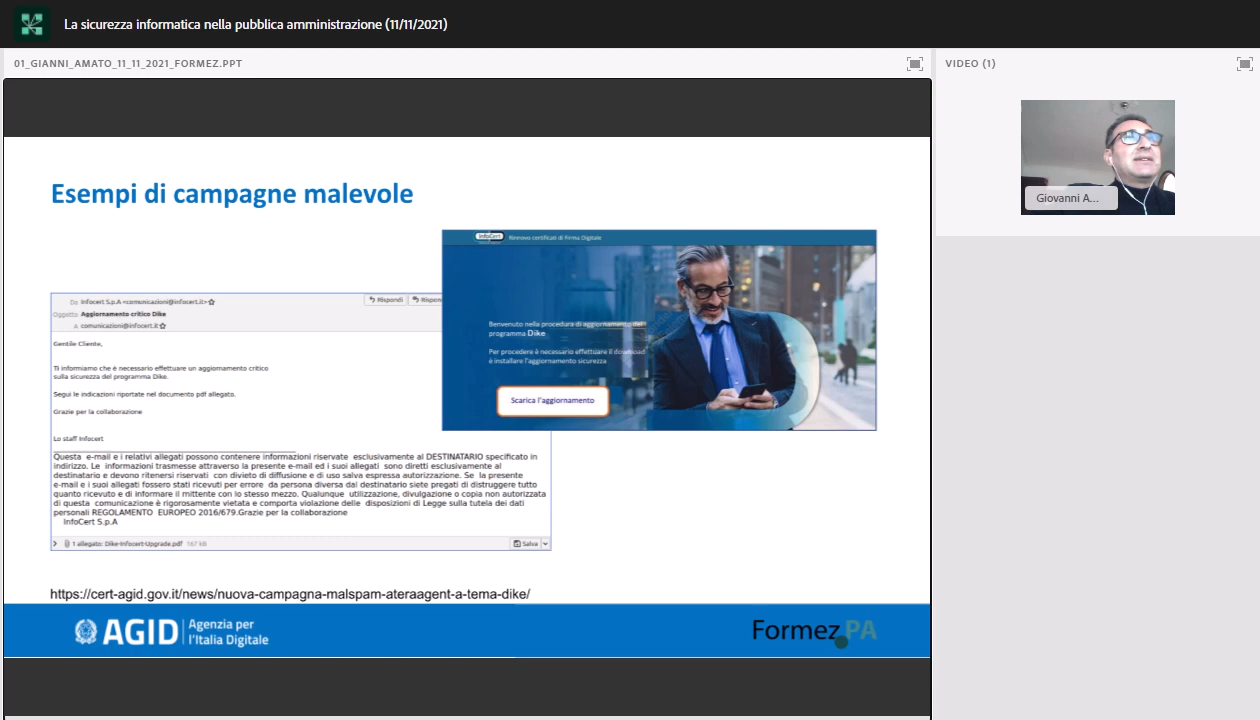 La sicurezza informatica nella pubblica amministrazione (11/11/2021)
01_GIANNI_AMATO_11_11_2021_FORMEZ.PPT
VIDEO (1)
Giovanni A...
Esempi di campagne malevole
InfoCert Rinnovo certificati di Firma Digitale
Benvenuto nella procedura di aggiornamento del
programma Dike
Per procedere è necessario effettuare il download
e installare l'aggiornamento sicurezza
Scarica l'aggiornamento
Da Infocert S.p.A <comunicazioni@infocert.it>
Rispondi
Oggetto Aggiornamento critico Dike
A comunicazioni@infocert.it
Gentile Cliente,
Ti informiamo che è necessario effettuare un aggiornamento critico
sulla sicurezza del programma Dike.
Segui le indicazioni riportate nel documento pdf allegato.
Grazie per la collaborazione
Lo staff Infocert
Questa e-mail e i relativi allegati possono contenere informazioni riservate esclusivamente al DESTINATARIO specificato in
indirizzo. Le informazioni trasmesse attraverso la presente e-mail ed i suoi allegati sono diretti esclusivamente al
destinatario e devono ritenersi riservati con divieto di diffusione e di uso salva espressa autorizzazione. Se la presente
e-mail e i suoi allegati fossero stati ricevuti per errore da persona diversa dal destinatario siete pregati di distruggere tutto
quanto ricevuto e di informare il mittente con lo stesso mezzo. Qualunque utilizzazione, divulgazione o copia non autorizzata
di questa comunicazione è rigorosamente vietata e comporta violazione delle disposizioni di Legge sulla tutela dei dati
personali REGOLAMENTO EUROPEO 2016/679.Grazie per la collaborazione
InfoCert S.p.A
1 allegato: Dike-Infocert-Upgrade.pdf 167 kB
Salva
https://cert-agid.gov.it/news/nuova-campagna-malspam-ateraagent-a-tema-dike/
AGID Agenzia per
l'Italia Digitale
Formez PA